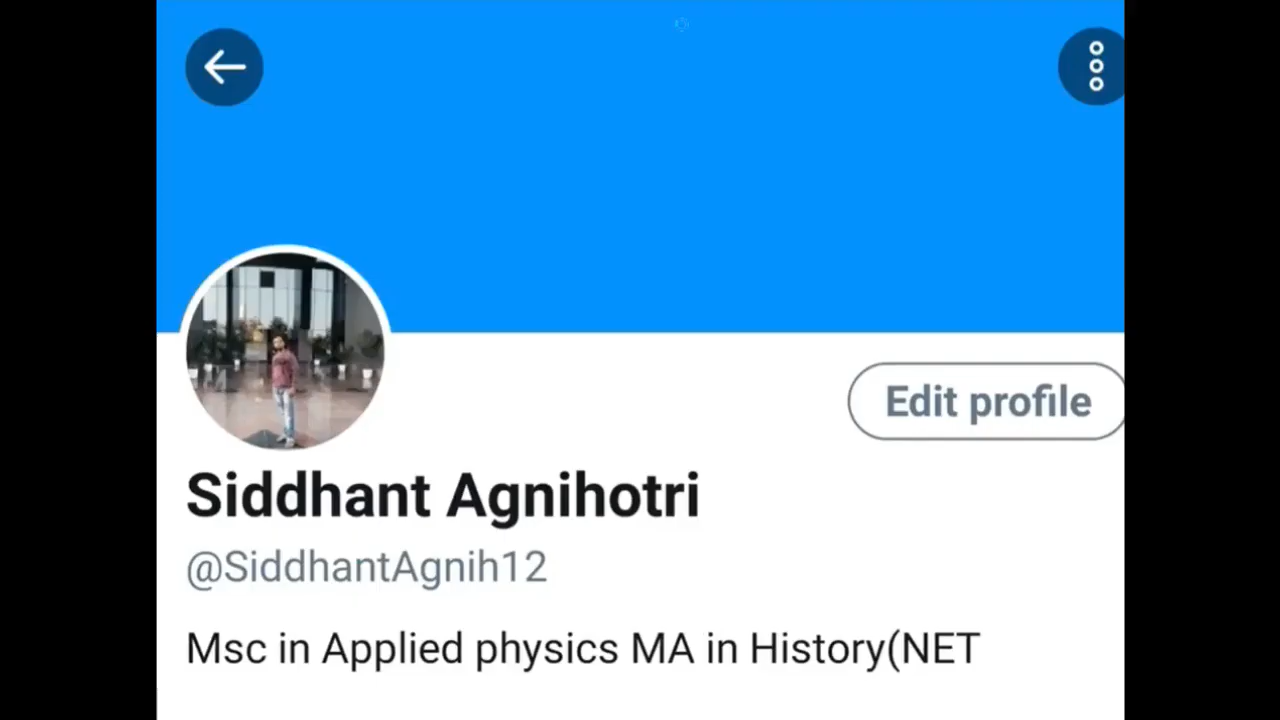 Edit profile
Siddhant Agnihotri
@SiddhantAgnih12
Msc in Applied physics MA in History(NET